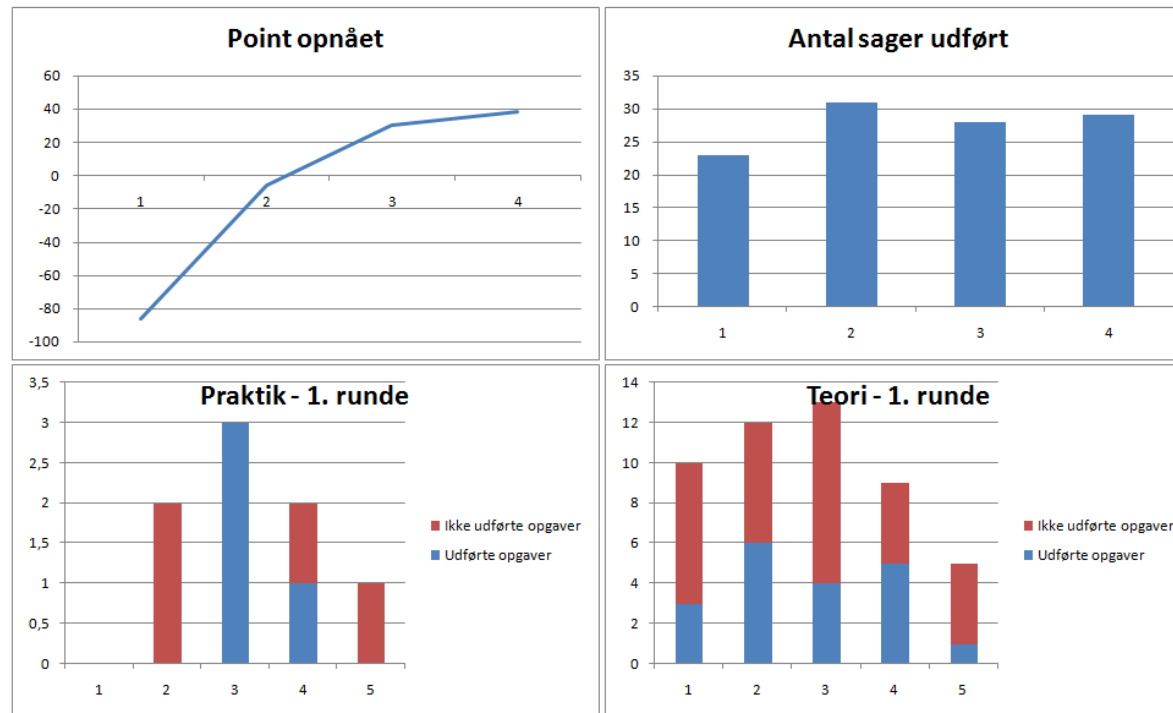 Point opnået
60
40
20
0
-20
-40
-60
-80
-100
1 2 3 4
Antal sager udført
35
30
25
20
15
10
5
0
1 2 3 4
Praktik - 1. runde
3,5
3
2,5
2
1,5
1
0,5
0
1 2 3 4 5
Ikke udførte opgaver
Udførte opgaver
Teori - 1. runde
14
12
10
8
6
4
2
0
1 2 3 4 5
Ikke udførte opgaver
Udførte opgaver